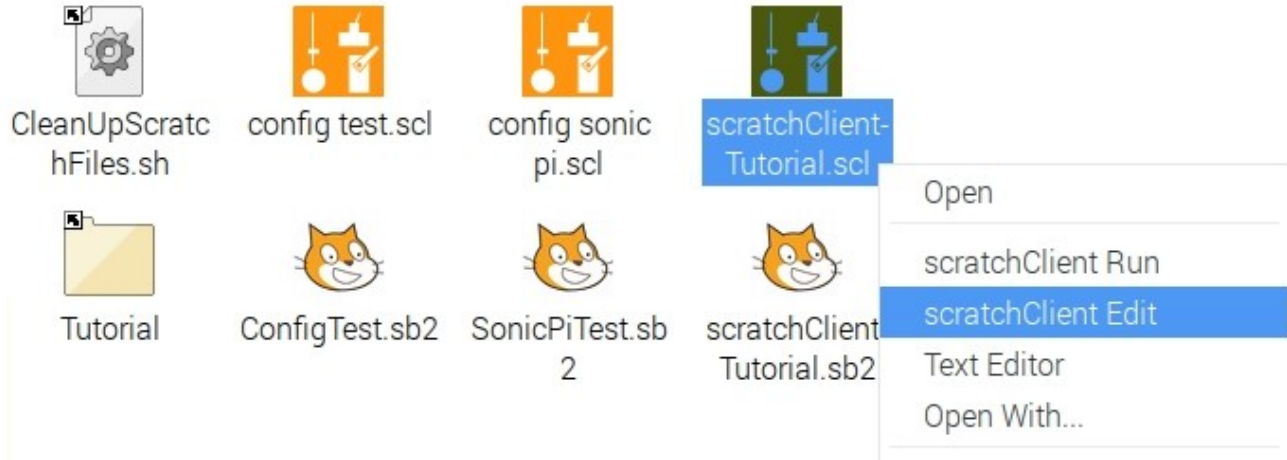 CleanUpScratc
hFiles.sh
config test.scl
config sonic
pi.scl
scratchClient-
Tutorial.scl
Tutorial
ConfigTest.sb2
SonicPiTest.sb
2
scratchClient
Tutorial.sb2
Open
scratchClient Run
scratchClient Edit
Text Editor
Open With...